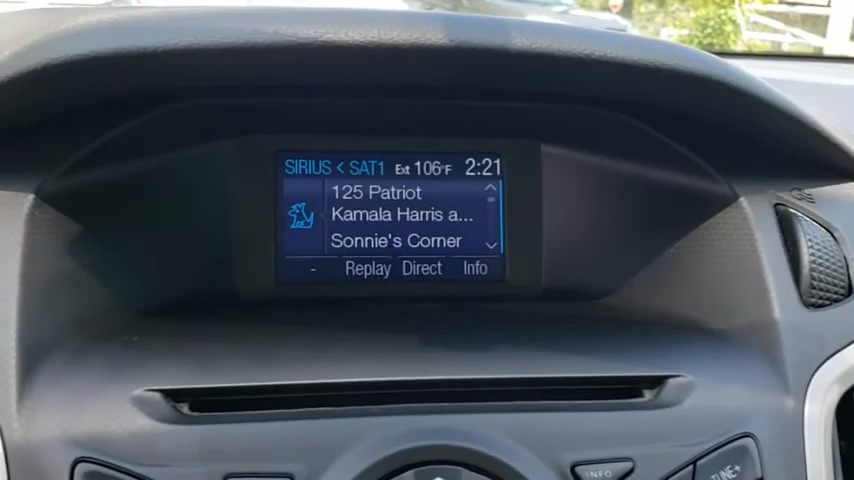 SIRIUS < SAT1 Ext 106°F 2:21
125 Patriot
Kamala Harris a...
Sonnie's Corner
- Replay Direct Info
INFO
TUNE+